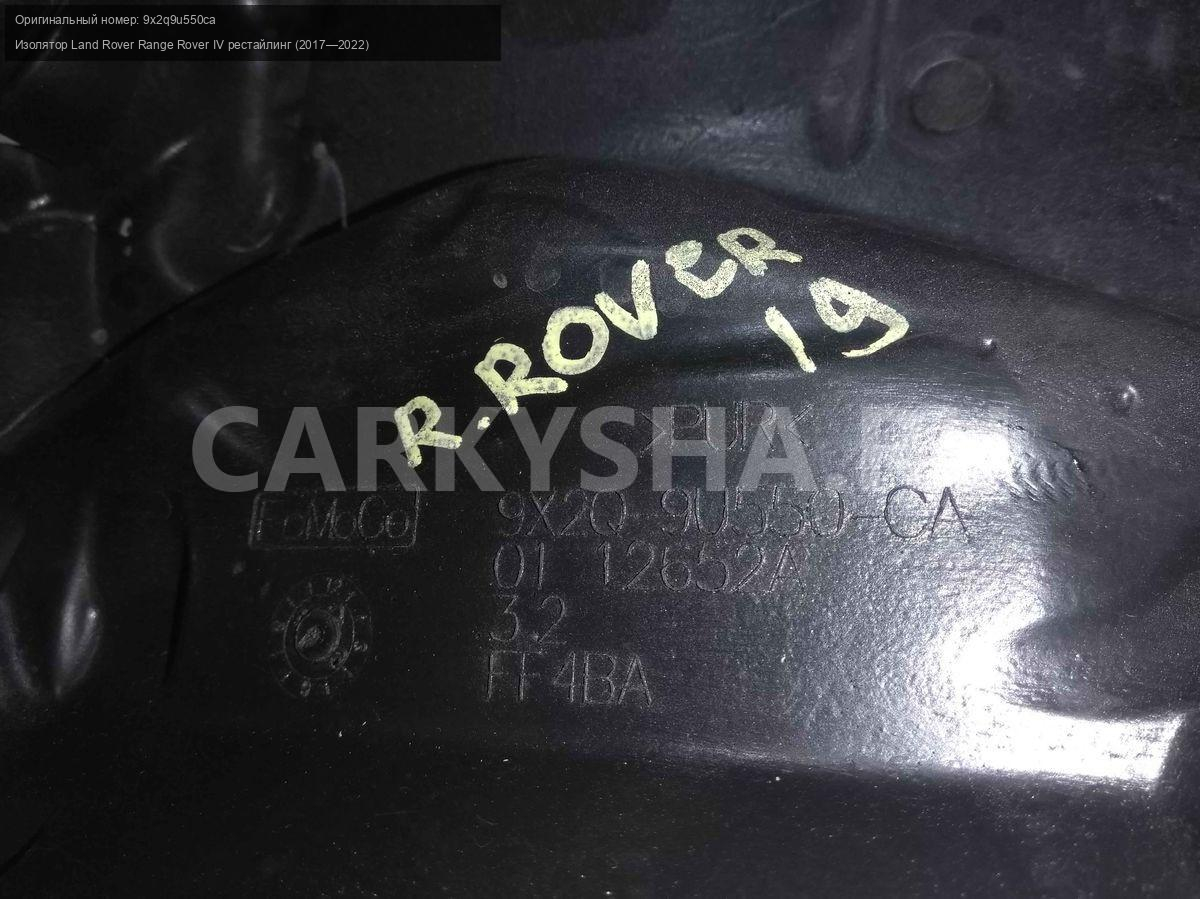 Оригинальный номер: 9x2q9u550ca
Изолятор Land Rover Range Rover IV рестайлинг (2017—2022)
R.ROVER
19
>PUR<
CARKYSHA.
FoMoCo
9X2Q 9U550-CA
01 12652A
3.2
FF4BA